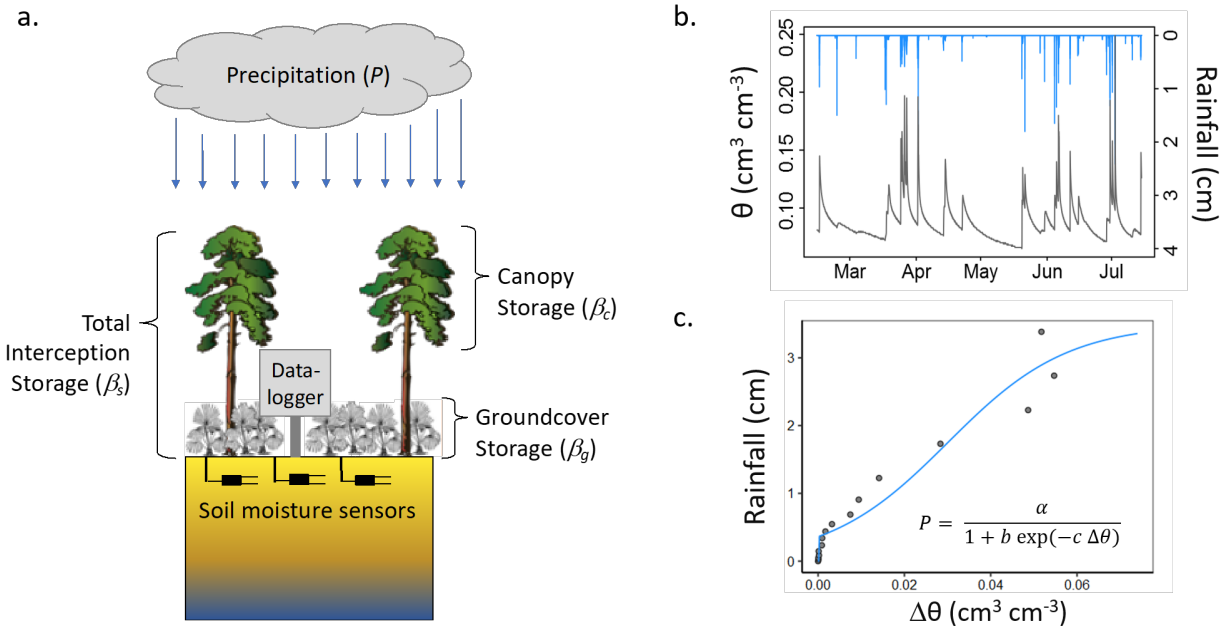 a.
Precipitation (P)
Total
Interception
Storage (βs)
Canopy
Storage (βc)
Data-
logger
Groundcover
Storage (βg)
Soil moisture sensors
b.
θ (cm³ cm⁻³)
0.25
0.20
0.15
0.10
Mar
Apr
May
Jun
Jul
0
1
2
3
4
Rainfall (cm)
c.
Rainfall (cm)
3
2
1
0
P = α / (1 + b exp(−c Δθ))
0.00
0.02
0.04
0.06
Δθ (cm³ cm⁻³)